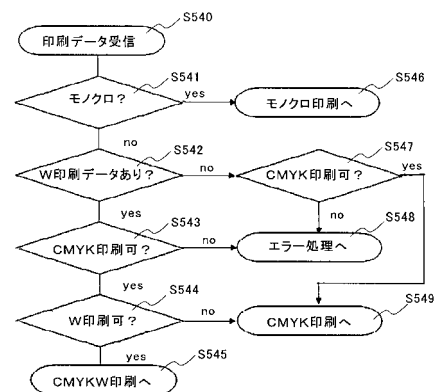 S540
印刷データ受信
S541
モノクロ?
yes
S546
モノクロ印刷へ
no
S542
W印刷データあり?
no
S547
CMYK印刷可?
yes
yes
S543
no
S548
CMYK印刷可?
no
エラー処理へ
yes
S544
W印刷可?
no
S549
CMYK印刷へ
yes
S545
CMYKW印刷へ